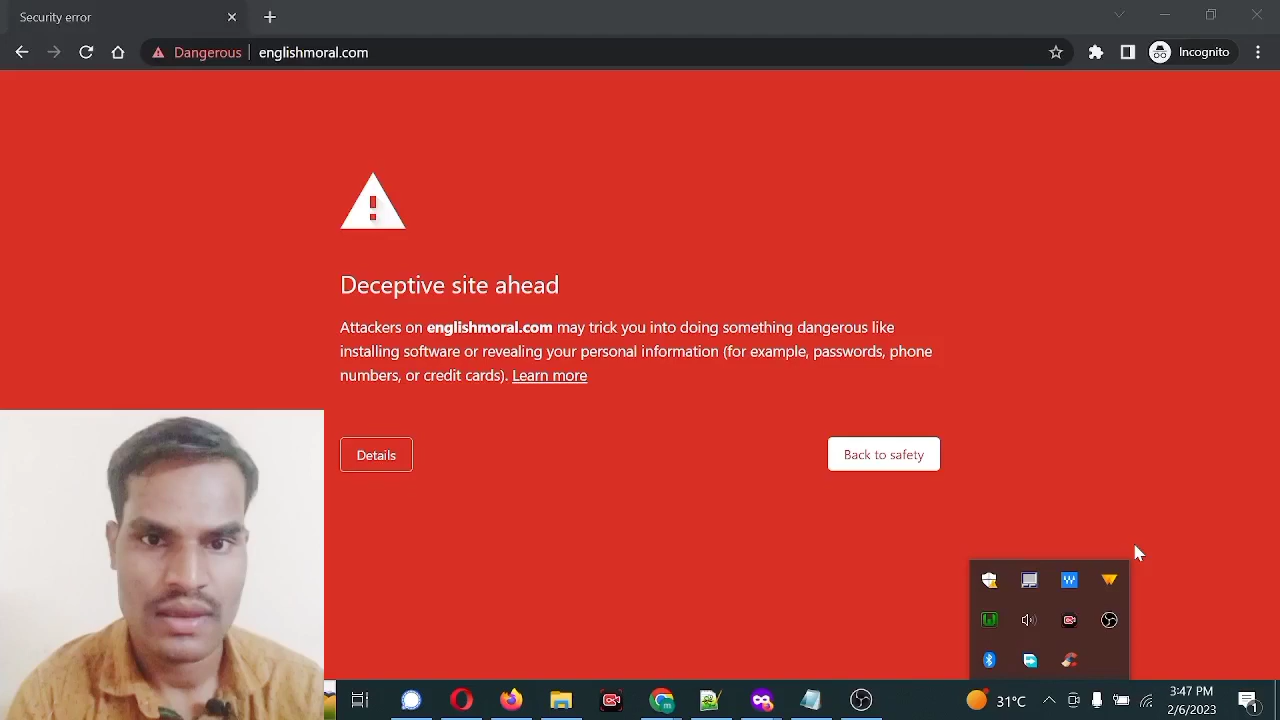 Security error
Dangerous englishmoral.com
Incognito
Deceptive site ahead
Attackers on englishmoral.com may trick you into doing something dangerous like
installing software or revealing your personal information (for example, passwords, phone
numbers, or credit cards). Learn more
Details
Back to safety
31°C
3:47 PM
2/6/2023